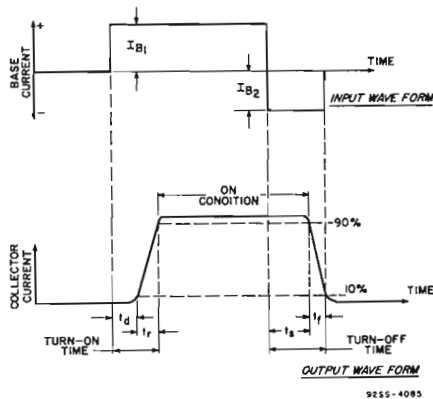 +
I_B1
BASE
CURRENT
TIME
I_B2
INPUT WAVE FORM
−
ON
CONDITION
90%
COLLECTOR
CURRENT
10%
TIME
t_d
t_r
t_s
t_f
TURN-ON
TIME
TURN-OFF
TIME
OUTPUT WAVE FORM
92SS-4085